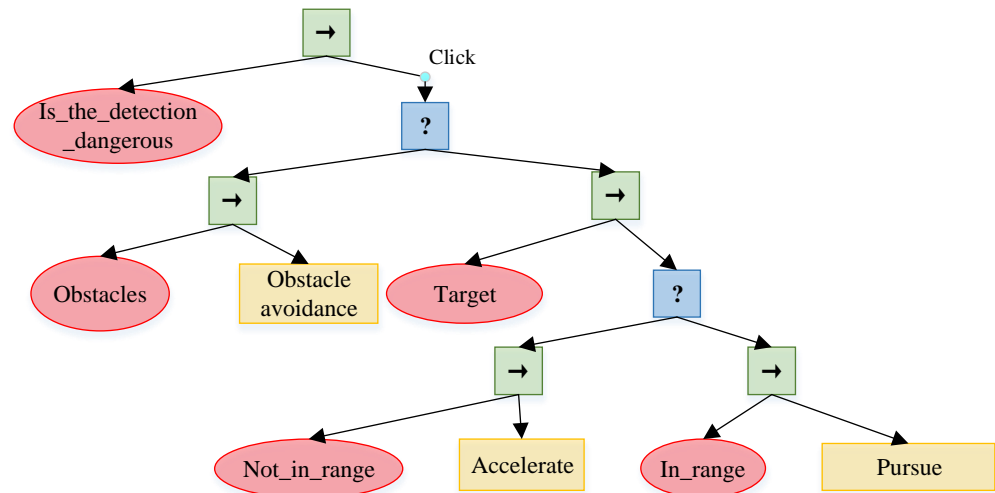 →
Click
Is_the_detection
_dangerous
?
→
→
Obstacles
Obstacle
avoidance
Target
?
→
→
Not_in_range
Accelerate
In_range
Pursue